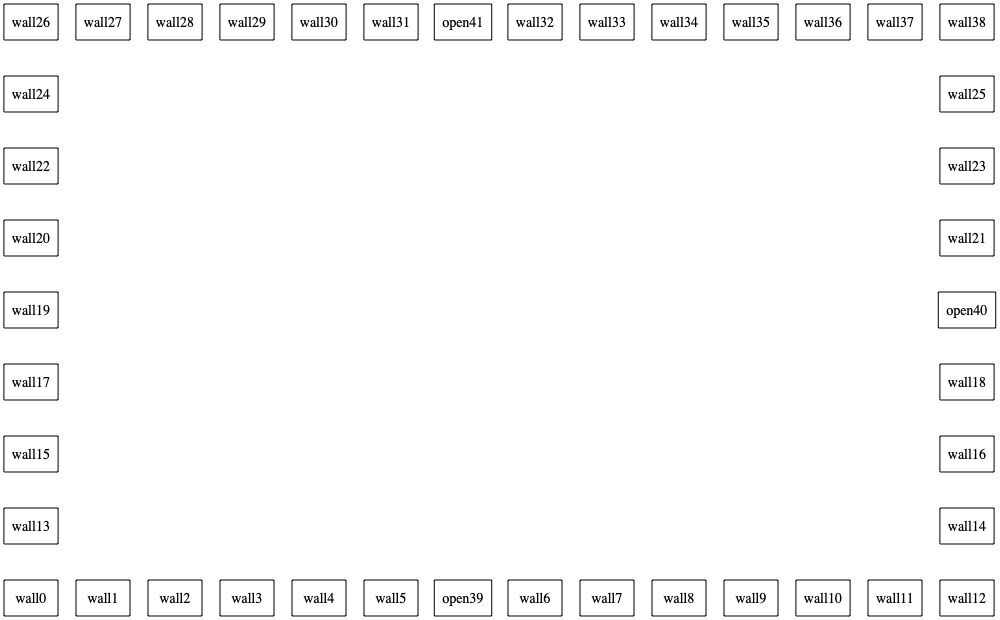 wall26 wall27 wall28 wall29 wall30 wall31 open41 wall32 wall33 wall34 wall35 wall36 wall37 wall38
wall24 wall25
wall22 wall23
wall20 wall21
wall19 open40
wall17 wall18
wall15 wall16
wall13 wall14
wall0 wall1 wall2 wall3 wall4 wall5 open39 wall6 wall7 wall8 wall9 wall10 wall11 wall12